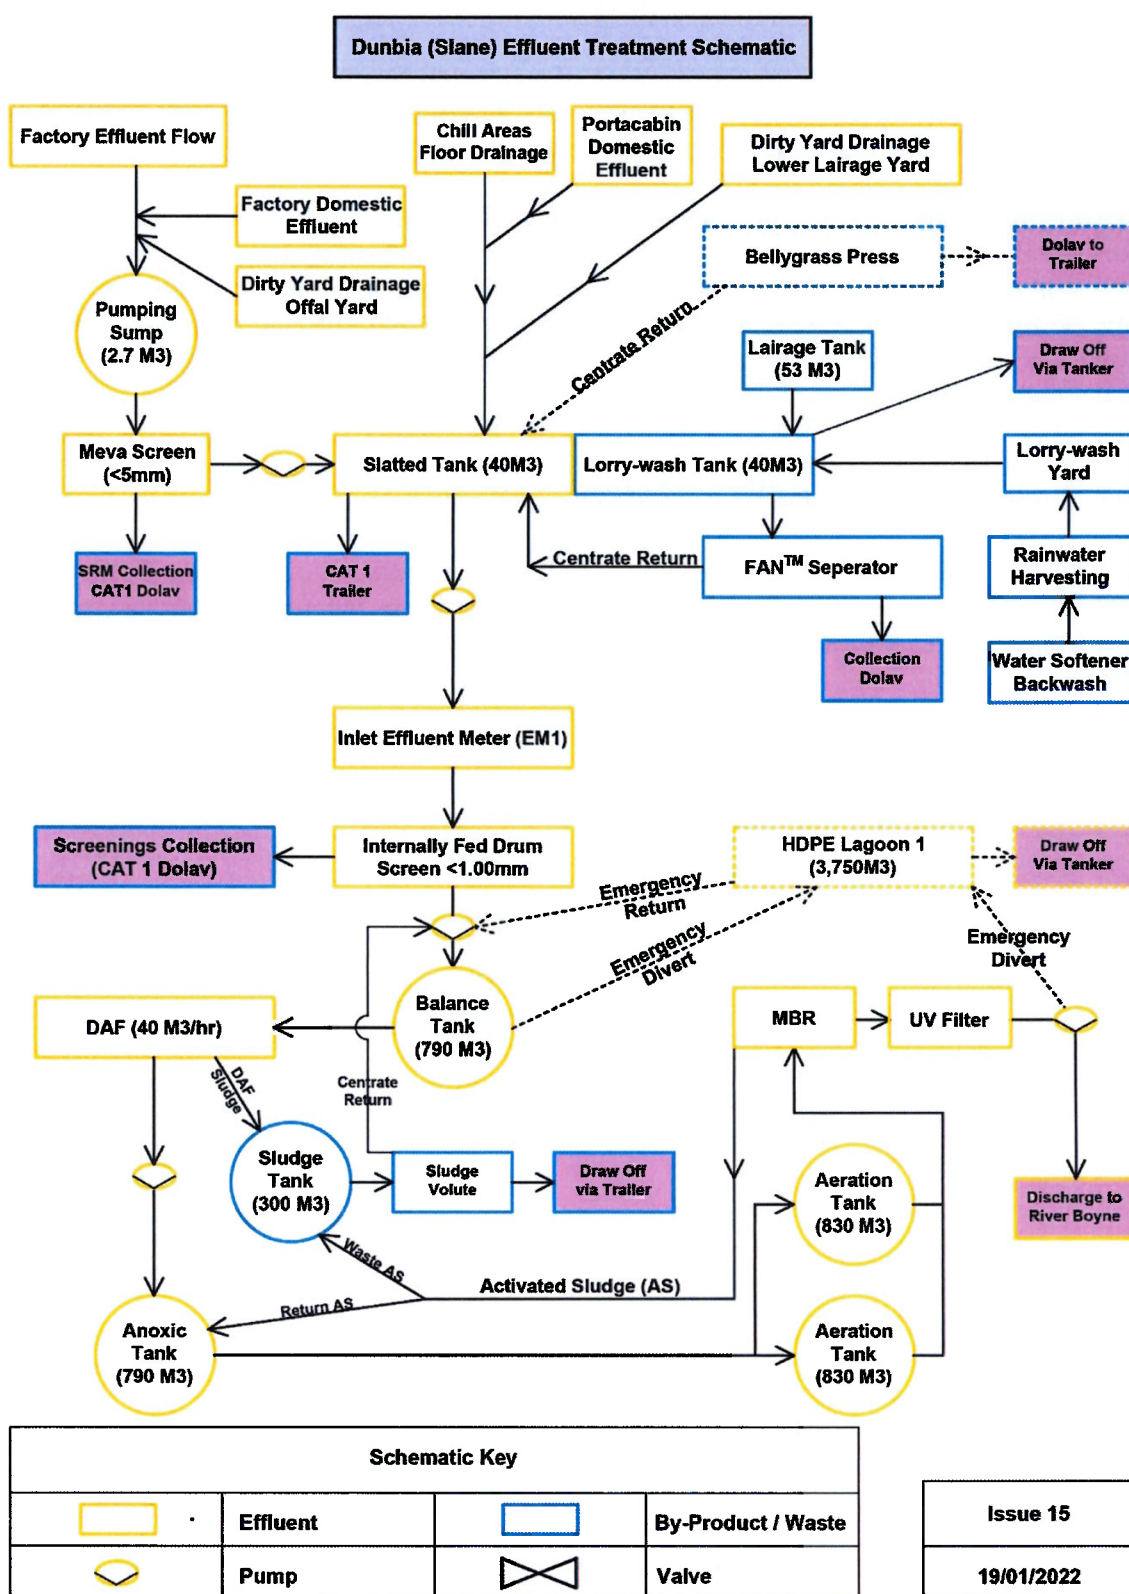 Dunbia (Slane) Effluent Treatment Schematic
Factory Effluent Flow
Chill Areas
Floor Drainage
Portacabin
Domestic
Effluent
Dirty Yard Drainage
Lower Lairage Yard
Factory Domestic
Effluent
Dirty Yard Drainage
Offal Yard
Bellygrass Press
Dolav to
Trailer
Pumping
Sump
(2.7 M3)
Centrate Return
Lairage Tank
(53 M3)
Draw Off
Via Tanker
Meva Screen
(<5mm)
Slatted Tank (40M3)
Lorry-wash Tank (40M3)
Lorry-wash
Yard
SRM Collection
CAT1 Dolav
CAT 1
Trailer
Centrate Return
FAN™ Seperator
Rainwater
Harvesting
Collection
Dolav
Water Softener
Backwash
Inlet Effluent Meter (EM1)
Screenings Collection
(CAT 1 Dolav)
Internally Fed Drum
Screen <1.00mm
HDPE Lagoon 1
(3,750M3)
Draw Off
Via Tanker
Emergency
Return
Emergency
Divert
Emergency
Divert
DAF (40 M3/hr)
Balance
Tank
(790 M3)
MBR
UV Filter
DAF
Sludge
Centrate
Return
Sludge
Tank
(300 M3)
Sludge
Volute
Draw Off
via Trailer
Aeration
Tank
(830 M3)
Discharge to
River Boyne
Waste AS
Activated Sludge (AS)
Return AS
Anoxic
Tank
(790 M3)
Aeration
Tank
(830 M3)
Schematic Key
Effluent
By-Product / Waste
Pump
Valve
Issue 15
19/01/2022